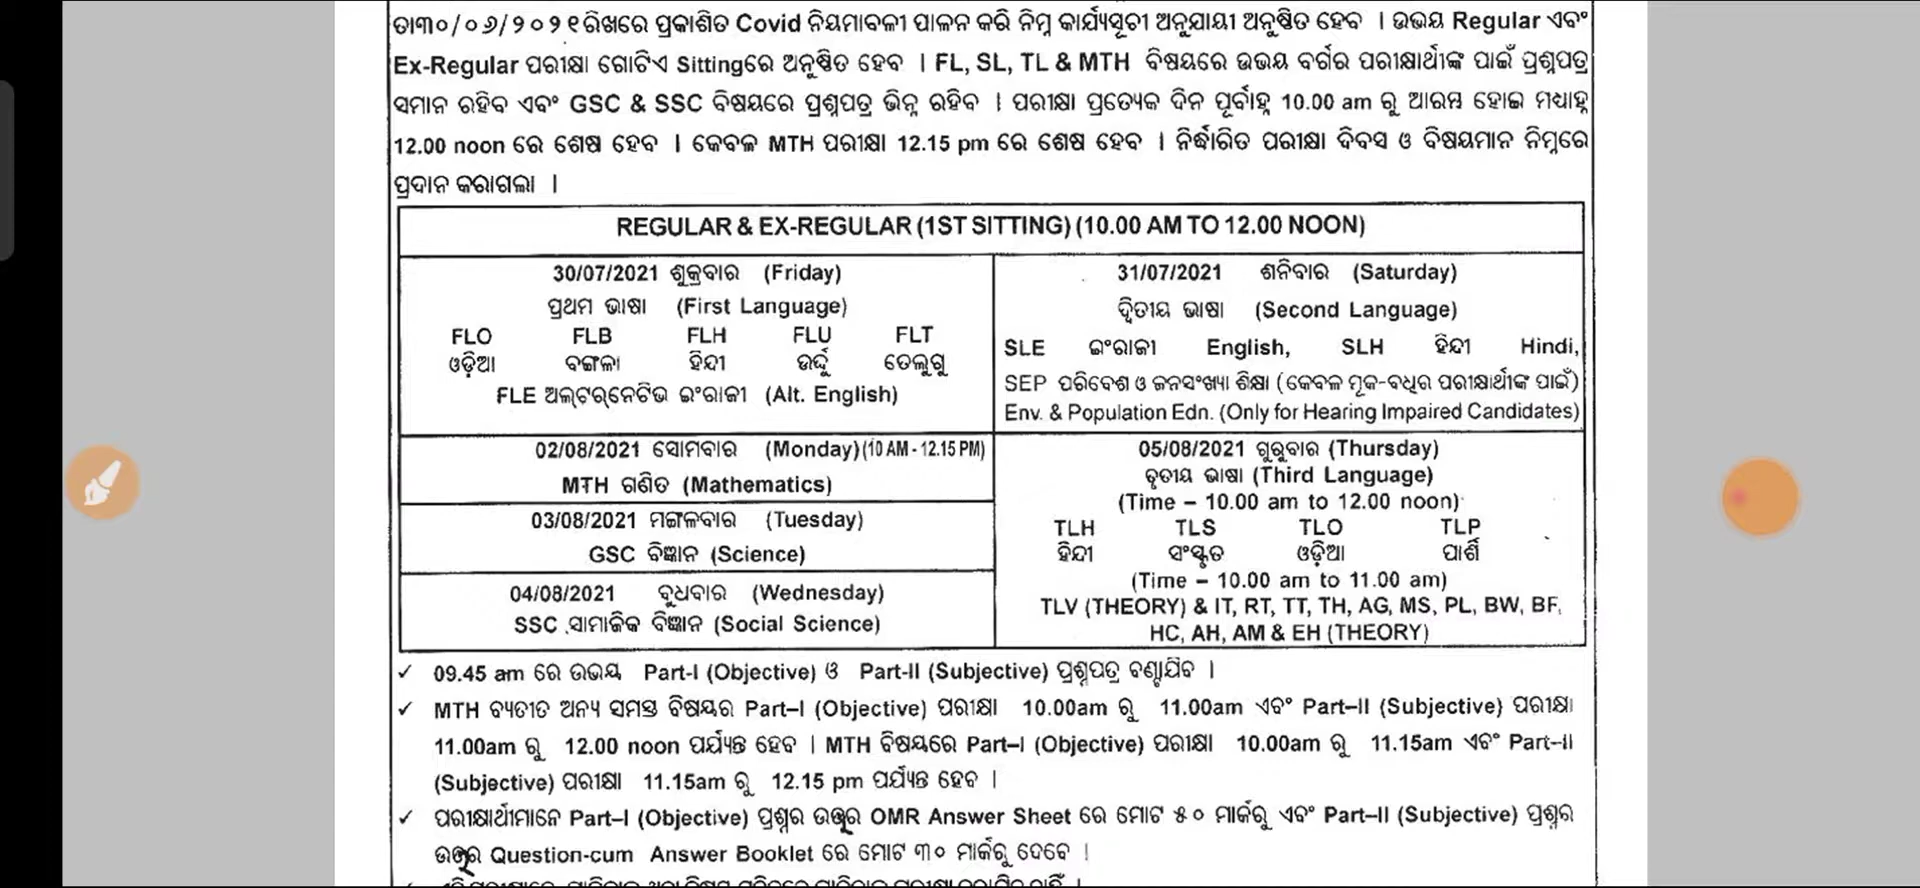 ତା୩୦/୦୬/୨୦୨୧ରିଖରେ ପ୍ରକାଶିତ Covid ନିୟମାବଳୀ ପାଳନ କରି ନିମ୍ନ କାର୍ଯ୍ୟସୂଚୀ ଅନୁଯାୟୀ ଅନୁଷ୍ଠିତ ହେବ । ଉଭୟ Regular ଏବଂ
Ex-Regular ପରୀକ୍ଷା ଗୋଟିଏ Sittingରେ ଅନୁଷ୍ଠିତ ହେବ । FL, SL, TL & MTH ବିଷୟରେ ଉଭୟ ବର୍ଗର ପରୀକ୍ଷାର୍ଥୀଙ୍କ ପାଇଁ ପ୍ରଶ୍ନପତ୍ର
ସମାନ ରହିବ ଏବଂ GSC & SSC ବିଷୟରେ ପ୍ରଶ୍ନପତ୍ର ଭିନ୍ନ ରହିବ । ପରୀକ୍ଷା ପ୍ରତ୍ୟେକ ଦିନ ପୂର୍ବାହ୍ନ 10.00 am ରୁ ଆରମ୍ଭ ହୋଇ ମଧ୍ୟାହ୍ନ
12.00 noon ରେ ଶେଷ ହେବ । କେବଳ MTH ପରୀକ୍ଷା 12.15 pm ରେ ଶେଷ ହେବ । ନିର୍ଦ୍ଧାରିତ ପରୀକ୍ଷା ଦିବସ ଓ ବିଷୟମାନ ନିମ୍ନରେ
ପ୍ରଦାନ କରାଗଲା ।
REGULAR & EX-REGULAR (1ST SITTING) (10.00 AM TO 12.00 NOON)
30/07/2021 ଶୁକ୍ରବାର (Friday)
ପ୍ରଥମ ଭାଷା (First Language)
FLO FLB FLH FLU FLT
ଓଡ଼ିଆ ବଙ୍ଗଳା ହିନ୍ଦୀ ଉର୍ଦ୍ଦୁ ତେଲୁଗୁ
FLE ଅଲ୍‌ଟର୍‌ନେଟିଭ ଇଂରାଜୀ (Alt. English)
31/07/2021 ଶନିବାର (Saturday)
ଦ୍ୱିତୀୟ ଭାଷା (Second Language)
SLE ଇଂରାଜୀ English, SLH ହିନ୍ଦୀ Hindi,
SEP ପରିବେଶ ଓ ଜନସଂଖ୍ୟା ଶିକ୍ଷା (କେବଳ ମୂକ-ବଧିର ପରୀକ୍ଷାର୍ଥୀଙ୍କ ପାଇଁ)
Env. & Population Edn. (Only for Hearing Impaired Candidates)
02/08/2021 ସୋମବାର (Monday) (10 AM - 12.15 PM)
MTH ଗଣିତ (Mathematics)
03/08/2021 ମଙ୍ଗଳବାର (Tuesday)
GSC ବିଜ୍ଞାନ (Science)
04/08/2021 ବୁଧବାର (Wednesday)
SSC ସାମାଜିକ ବିଜ୍ଞାନ (Social Science)
05/08/2021 ଗୁରୁବାର (Thursday)
ତୃତୀୟ ଭାଷା (Third Language)
(Time – 10.00 am to 12.00 noon)
TLH TLS TLO TLP
ହିନ୍ଦୀ ସଂସ୍କୃତ ଓଡ଼ିଆ ପାର୍ଶି
(Time – 10.00 am to 11.00 am)
TLV (THEORY) & IT, RT, TT, TH, AG, MS, PL, BW, BF,
HC, AH, AM & EH (THEORY)
✓ 09.45 am ରେ ଉଭୟ Part-I (Objective) ଓ Part-II (Subjective) ପ୍ରଶ୍ନପତ୍ର ବଣ୍ଟାଯିବ ।
✓ MTH ବ୍ୟତୀତ ଅନ୍ୟ ସମସ୍ତ ବିଷୟର Part–I (Objective) ପରୀକ୍ଷା 10.00am ରୁ 11.00am ଏବଂ Part–II (Subjective) ପରୀକ୍ଷା
11.00am ରୁ 12.00 noon ପର୍ଯ୍ୟନ୍ତ ହେବ । MTH ବିଷୟରେ Part–I (Objective) ପରୀକ୍ଷା 10.00am ରୁ 11.15am ଏବଂ Part–II
(Subjective) ପରୀକ୍ଷା 11.15am ରୁ 12.15 pm ପର୍ଯ୍ୟନ୍ତ ହେବ ।
✓ ପରୀକ୍ଷାର୍ଥୀମାନେ Part–I (Objective) ପ୍ରଶ୍ନର ଉତ୍ତର OMR Answer Sheet ରେ ମୋଟ ୫୦ ମାର୍କରୁ ଏବଂ Part–II (Subjective) ପ୍ରଶ୍ନର
ଉତ୍ତର Question-cum Answer Booklet ରେ ମୋଟ ୩୦ ମାର୍କରୁ ଦେବେ ।